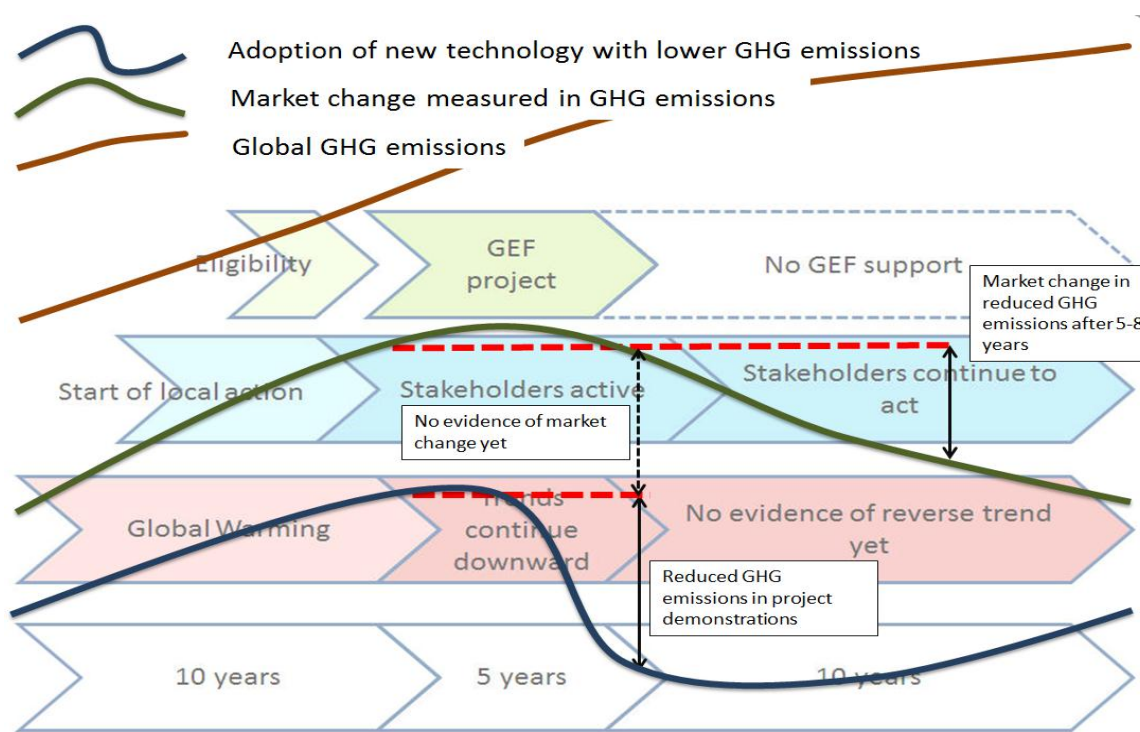 Adoption of new technology with lower GHG emissions
Market change measured in GHG emissions
Global GHG emissions
Eligibility
GEF
project
No GEF support
Market change in
reduced GHG
emissions after 5-8
years
Start of local action
Stakeholders active
Stakeholders continue to
act
No evidence of market
change yet
Global Warming
Trends
continue
downward
No evidence of reverse trend
yet
Reduced GHG
emissions in project
demonstrations
10 years
5 years
10 years